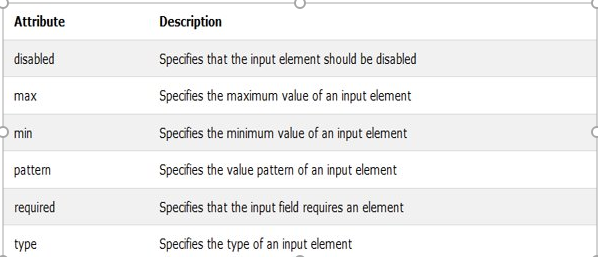 Attribute Description
disabled Specifies that the input element should be disabled
max Specifies the maximum value of an input element
min Specifies the minimum value of an input element
pattern Specifies the value pattern of an input element
required Specifies that the input field requires an element
type Specifies the type of an input element